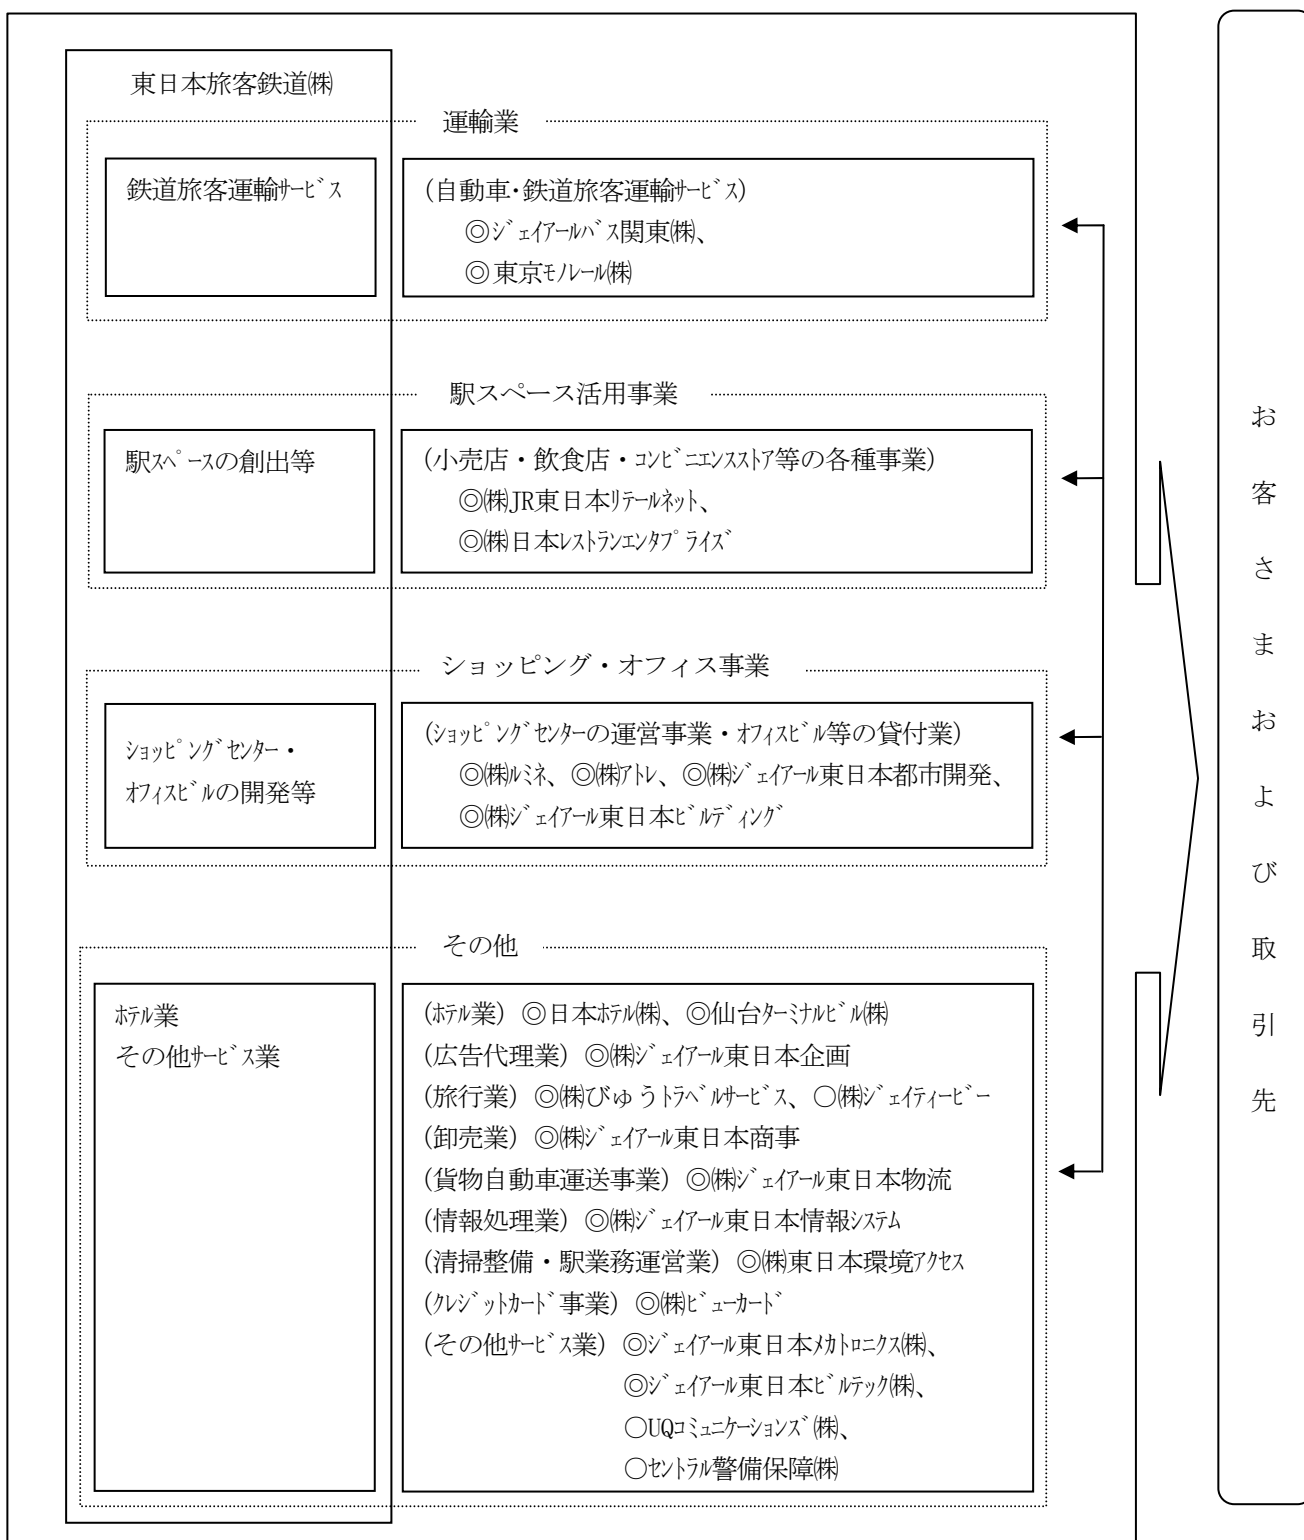 東日本旅客鉄道㈱
運輸業
鉄道旅客運輸ｻｰﾋﾞｽ
(自動車・鉄道旅客運輸ｻｰﾋﾞｽ)
◎ｼﾞｪｲｱｰﾙﾊﾞｽ関東㈱、
◎東京ﾓﾉﾚｰﾙ㈱
駅スペース活用事業
駅ｽﾍﾟｰｽの創出等
(小売店・飲食店・ｺﾝﾋﾞﾆｴﾝｽｽﾄｱ等の各種事業)
◎㈱JR東日本ﾘﾃｰﾙﾈｯﾄ、
◎㈱日本ﾚｽﾄﾗﾝｴﾝﾀﾌﾟﾗｲｽﾞ
ショッピング・オフィス事業
ｼｮｯﾋﾟﾝｸﾞｾﾝﾀｰ・
ｵﾌｨｽﾋﾞﾙの開発等
(ｼｮｯﾋﾟﾝｸﾞｾﾝﾀｰの運営事業・ｵﾌｨｽﾋﾞﾙ等の貸付業)
◎㈱ﾙﾐﾈ、◎㈱ｱﾄﾚ、◎㈱ｼﾞｪｲｱｰﾙ東日本都市開発、
◎㈱ｼﾞｪｲｱｰﾙ東日本ﾋﾞﾙﾃﾞｨﾝｸﾞ
その他
ﾎﾃﾙ業
その他ｻｰﾋﾞｽ業
(ﾎﾃﾙ業) ◎日本ﾎﾃﾙ㈱、◎仙台ﾀｰﾐﾅﾙﾋﾞﾙ㈱
(広告代理業) ◎㈱ｼﾞｪｲｱｰﾙ東日本企画
(旅行業) ◎㈱びゅうﾄﾗﾍﾞﾙｻｰﾋﾞｽ、○㈱ｼﾞｪｲﾃｨｰﾋﾞｰ
(卸売業) ◎㈱ｼﾞｪｲｱｰﾙ東日本商事
(貨物自動車運送事業) ◎㈱ｼﾞｪｲｱｰﾙ東日本物流
(情報処理業) ◎㈱ｼﾞｪｲｱｰﾙ東日本情報ｼｽﾃﾑ
(清掃整備・駅業務運営業) ◎㈱東日本環境ｱｸｾｽ
(ｸﾚｼﾞｯﾄｶｰﾄﾞ事業) ◎㈱ﾋﾞｭｰｶｰﾄﾞ
(その他ｻｰﾋﾞｽ業) ◎ｼﾞｪｲｱｰﾙ東日本ﾒｶﾄﾛﾆｸｽ㈱、
◎ｼﾞｪｲｱｰﾙ東日本ﾋﾞﾙﾃｯｸ㈱、
○UQｺﾐｭﾆｹｰｼｮﾝｽﾞ㈱、
○ｾﾝﾄﾗﾙ警備保障㈱
お客さまおよび取引先